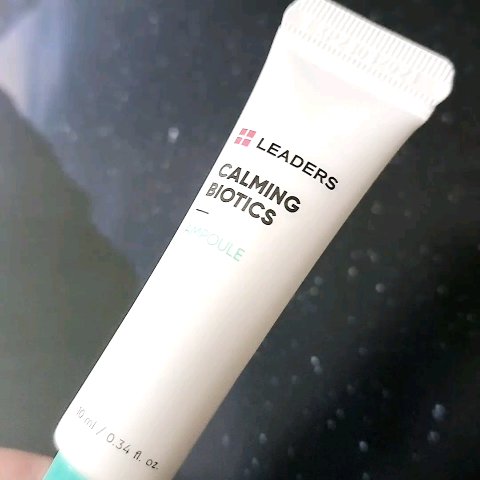 LEADERS
CALMING
BIOTICS
AMPOULE
10 ml / 0.34 fl. oz.